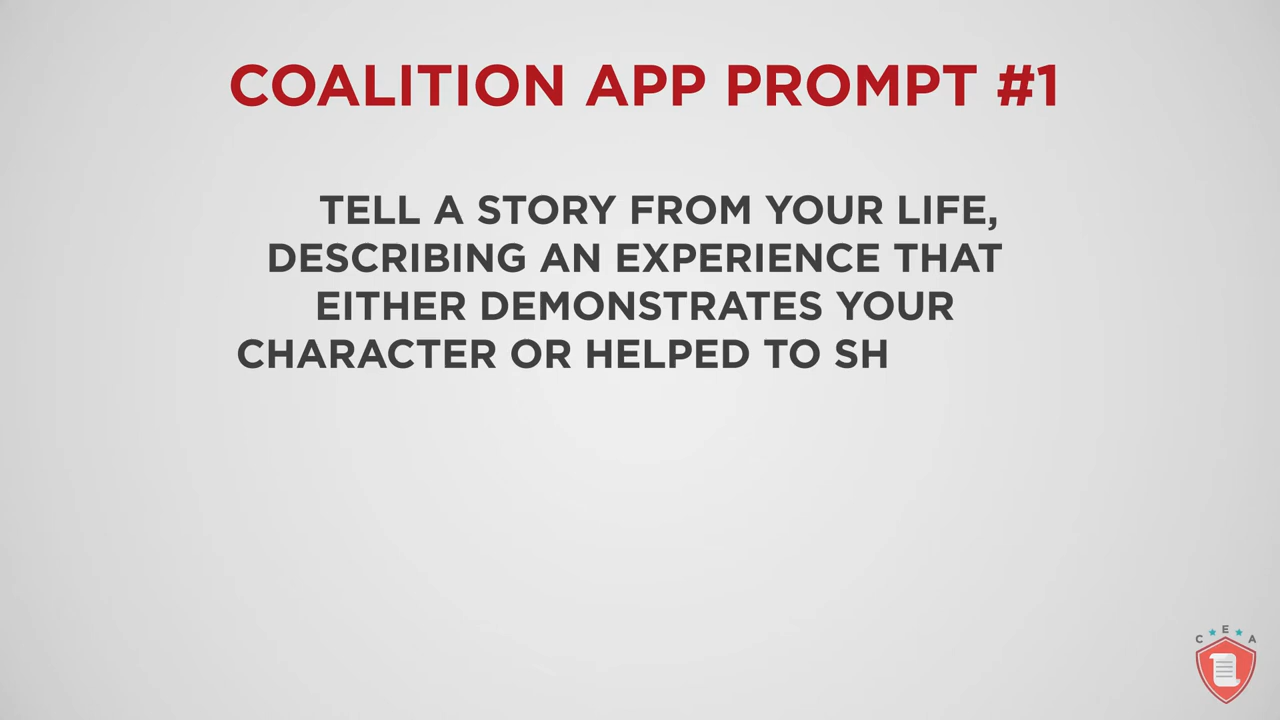 COALITION APP PROMPT #1
TELL A STORY FROM YOUR LIFE,
DESCRIBING AN EXPERIENCE THAT
EITHER DEMONSTRATES YOUR
CHARACTER OR HELPED TO SH
C E A